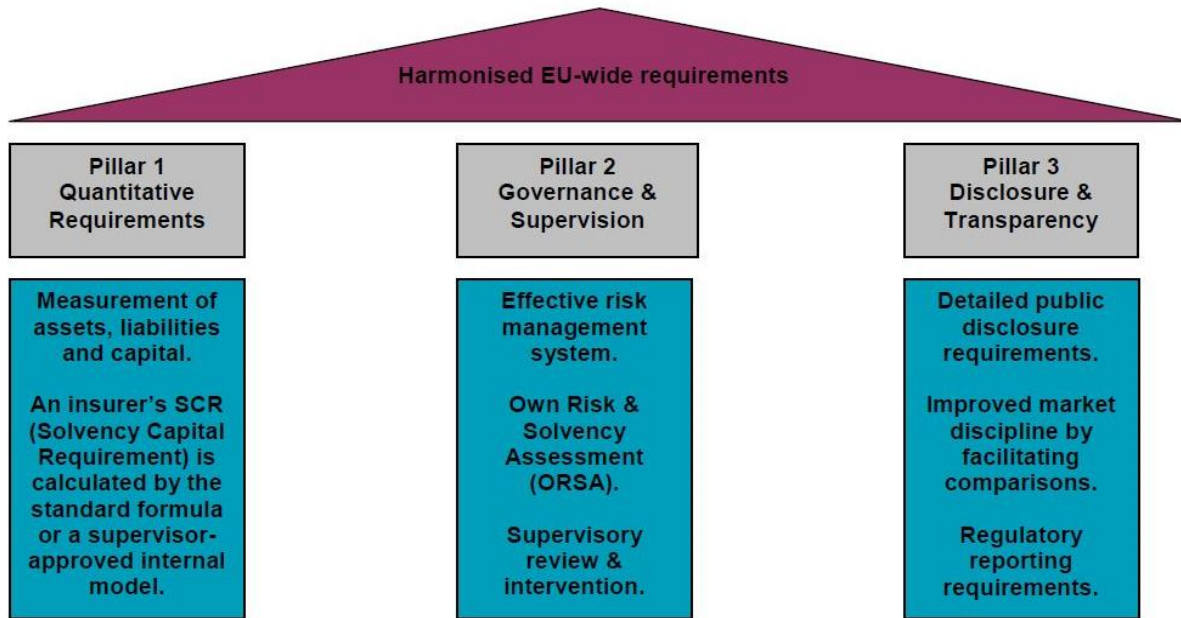 Harmonised EU-wide requirements
Pillar 1
Quantitative
Requirements
Pillar 2
Governance &
Supervision
Pillar 3
Disclosure &
Transparency
Measurement of
assets, liabilities
and capital.
An insurer's SCR
(Solvency Capital
Requirement) is
calculated by the
standard formula
or a supervisor-
approved internal
model.
Effective risk
management
system.
Own Risk &
Solvency
Assessment
(ORSA).
Supervisory
review &
intervention.
Detailed public
disclosure
requirements.
Improved market
discipline by
facilitating
comparisons.
Regulatory
reporting
requirements.